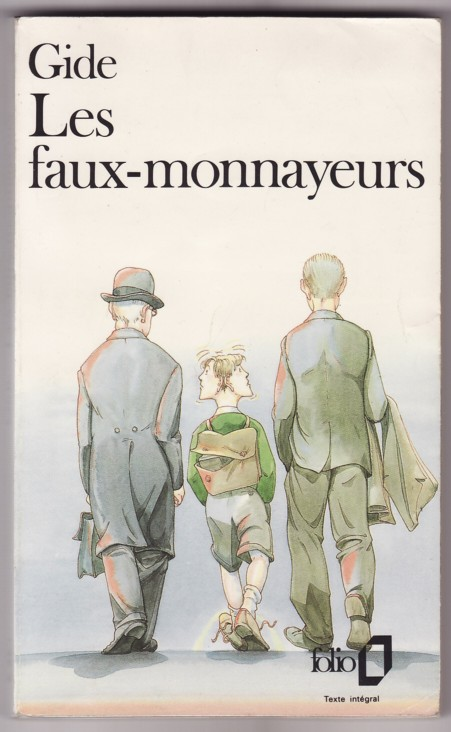 Gide
Les
faux-monnayeurs
folio
Texte intégral